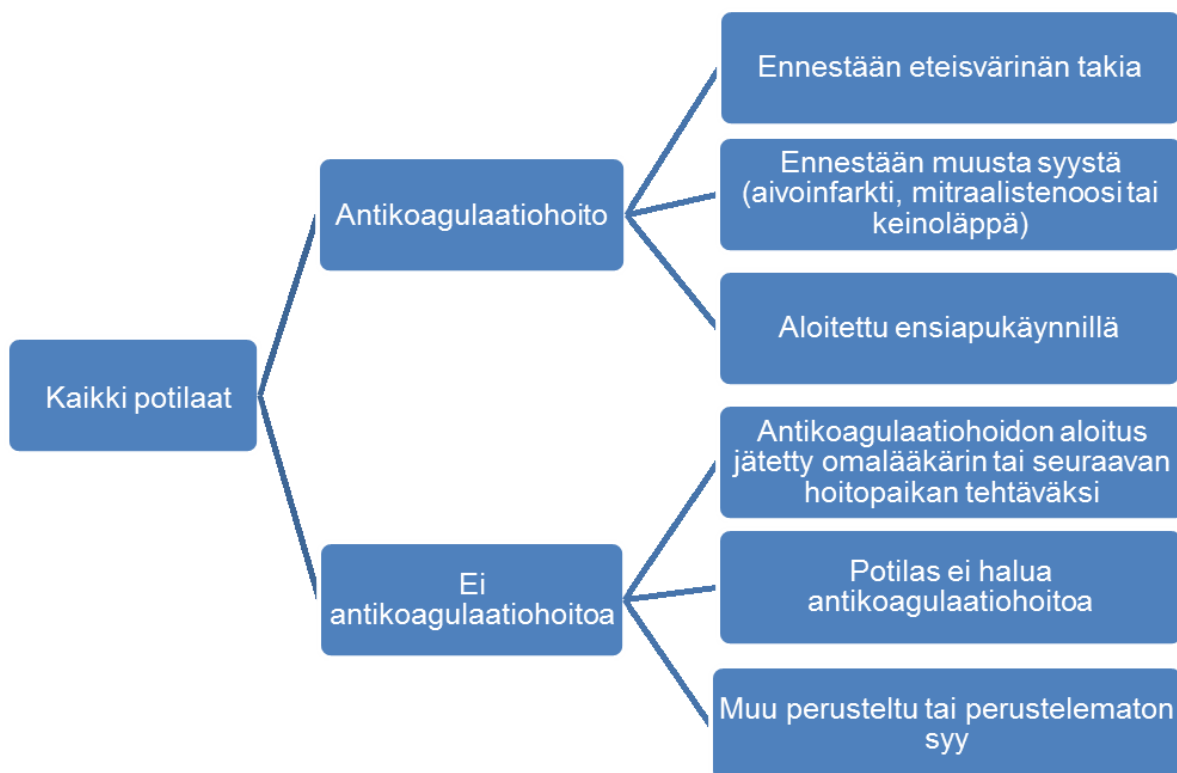 Kaikki potilaat
Antikoagulaatiohoito
Ennestään eteisvärinän takia
Ennestään muusta syystä
(aivoinfarkti, mitraalistenoosi tai
keinoläppä)
Aloitettu ensiapukäynnillä
Ei
antikoagulaatiohoitoa
Antikoagulaatiohoidon aloitus
jätetty omalääkärin tai seuraavan
hoitopaikan tehtäväksi
Potilas ei halua
antikoagulaatiohoitoa
Muu perusteltu tai perustelematon
syy